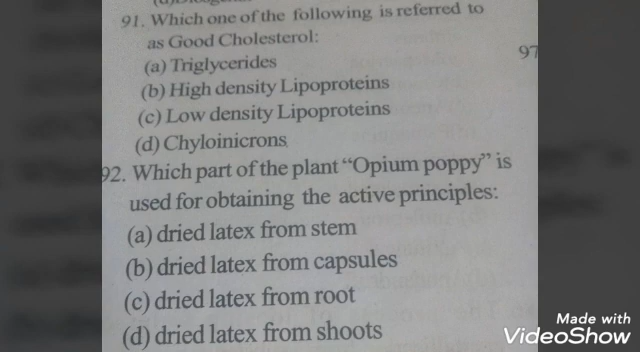 91. Which one of the following is referred to
as Good Cholesterol:
(a) Triglycerides
(b) High density Lipoproteins
(c) Low density Lipoproteins
(d) Chyloinicrons
92. Which part of the plant “Opium poppy” is
used for obtaining the active principles:
(a) dried latex from stem
(b) dried latex from capsules
(c) dried latex from root
(d) dried latex from shoots
97
Made with
VideoShow